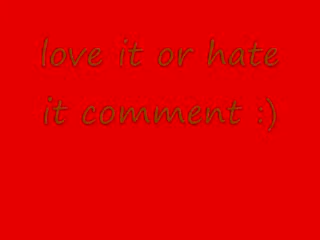 love it or hate
it comment :)